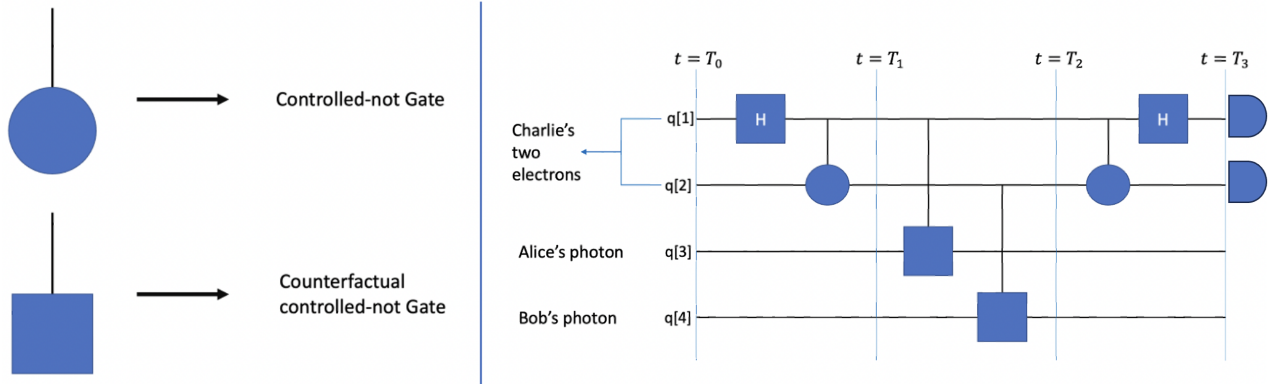 Controlled-not Gate
Counterfactual
controlled-not Gate
t = T₀
t = T₁
t = T₂
t = T₃
Charlie's
two
electrons
q[1]
H
H
q[2]
Alice's photon
q[3]
Bob's photon
q[4]